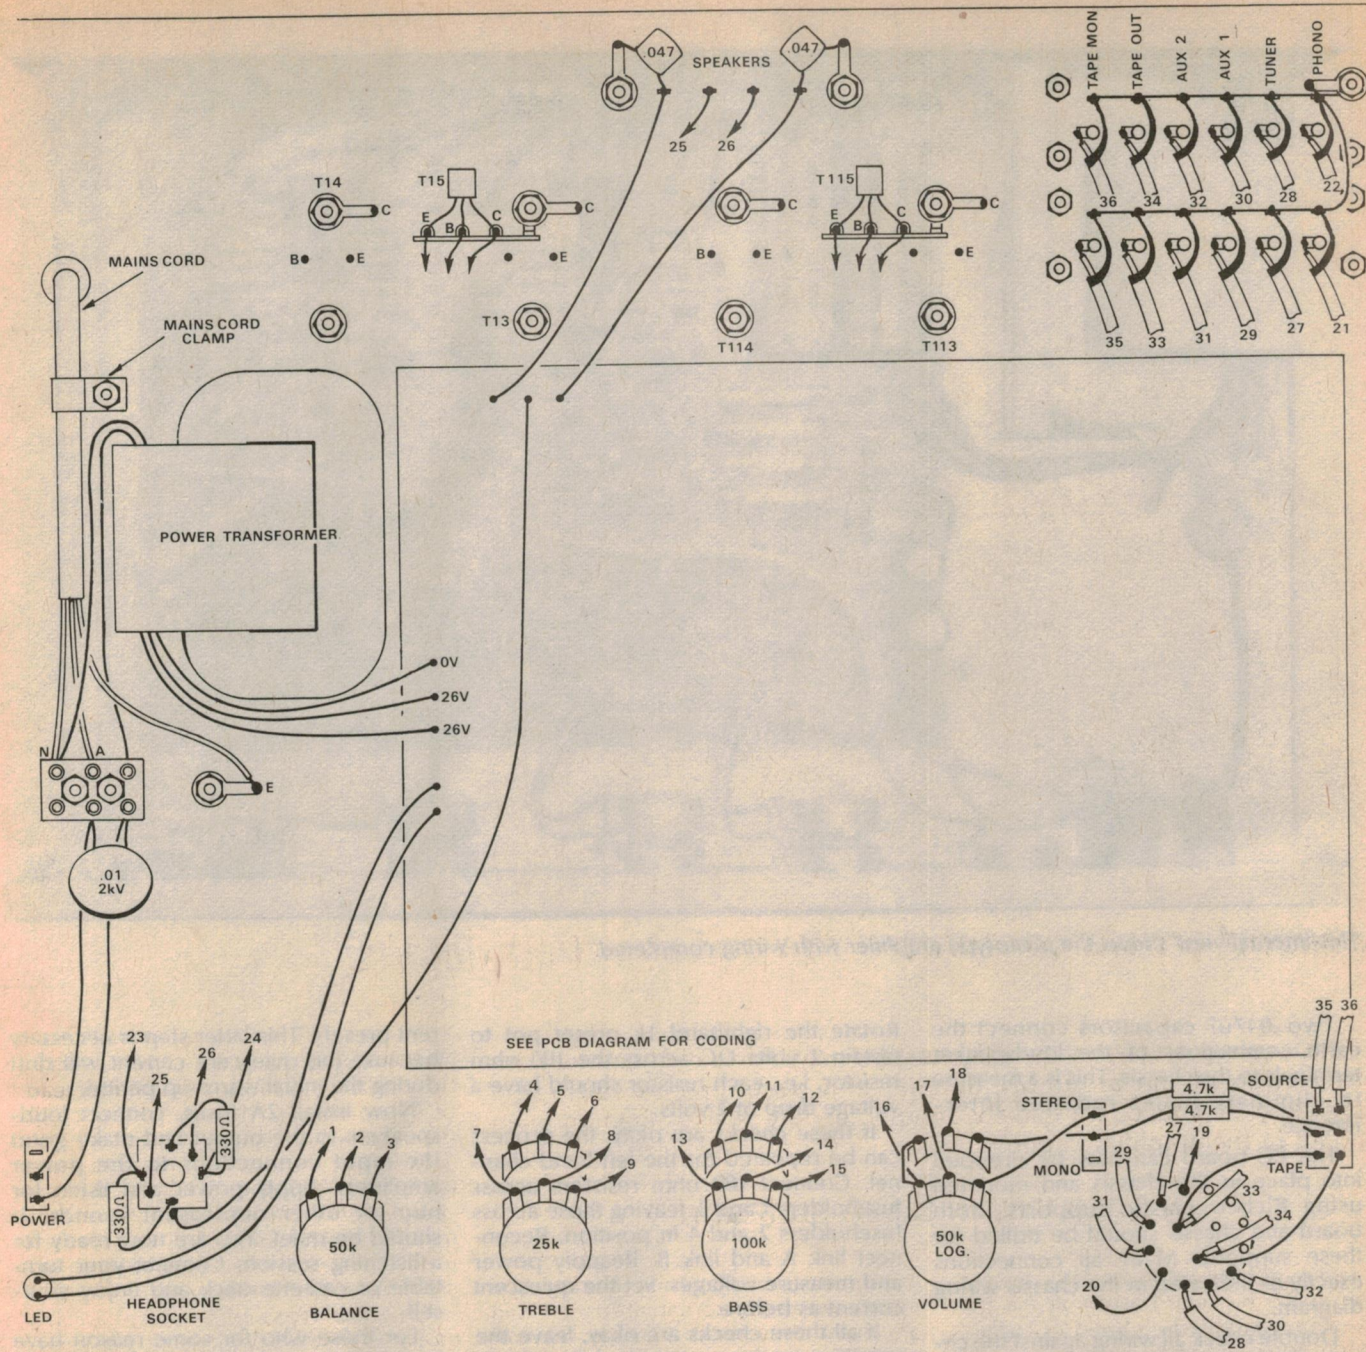 .047
SPEAKERS
.047
25
26
TAPE MON
TAPE OUT
AUX 2
AUX 1
TUNER
PHONO
36
34
32
30
28
22
35
33
31
29
27
21
T14
C
B
E
T15
E
B
C
C
E
T13
C
B
E
T114
T115
E
B
C
C
E
T113
MAINS CORD
MAINS CORD
CLAMP
POWER TRANSFORMER
0V
26V
26V
N
A
E
.01
2kV
SEE PCB DIAGRAM FOR CODING
23
26
24
25
330Ω
330Ω
POWER
LED
HEADPHONE
SOCKET
1
2
3
50k
BALANCE
4
5
6
7
8
9
25k
TREBLE
10
11
12
13
14
15
100k
BASS
16
17
18
50k
LOG.
VOLUME
STEREO
MONO
4.7k
4.7k
SOURCE
TAPE
35
36
27
19
29
31
33
34
20
32
30
28